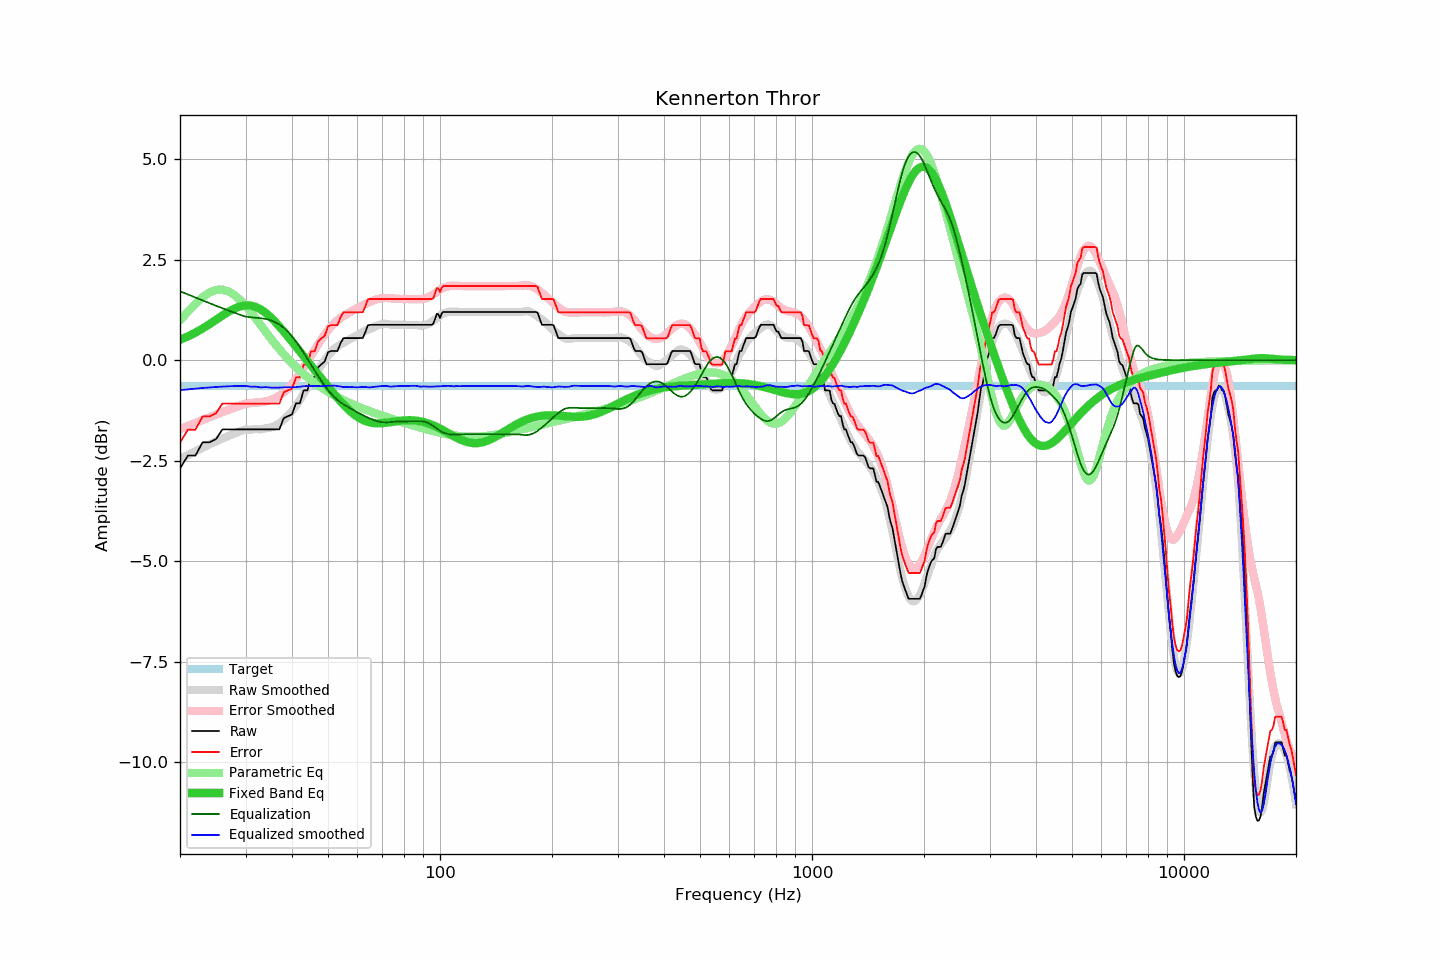 Kennerton Thror
5.0
2.5
0.0
−2.5
−5.0
−7.5
−10.0
Amplitude (dBr)
Target
Raw Smoothed
Error Smoothed
Raw
Error
Parametric Eq
Fixed Band Eq
Equalization
Equalized smoothed
100 1000 10000
Frequency (Hz)